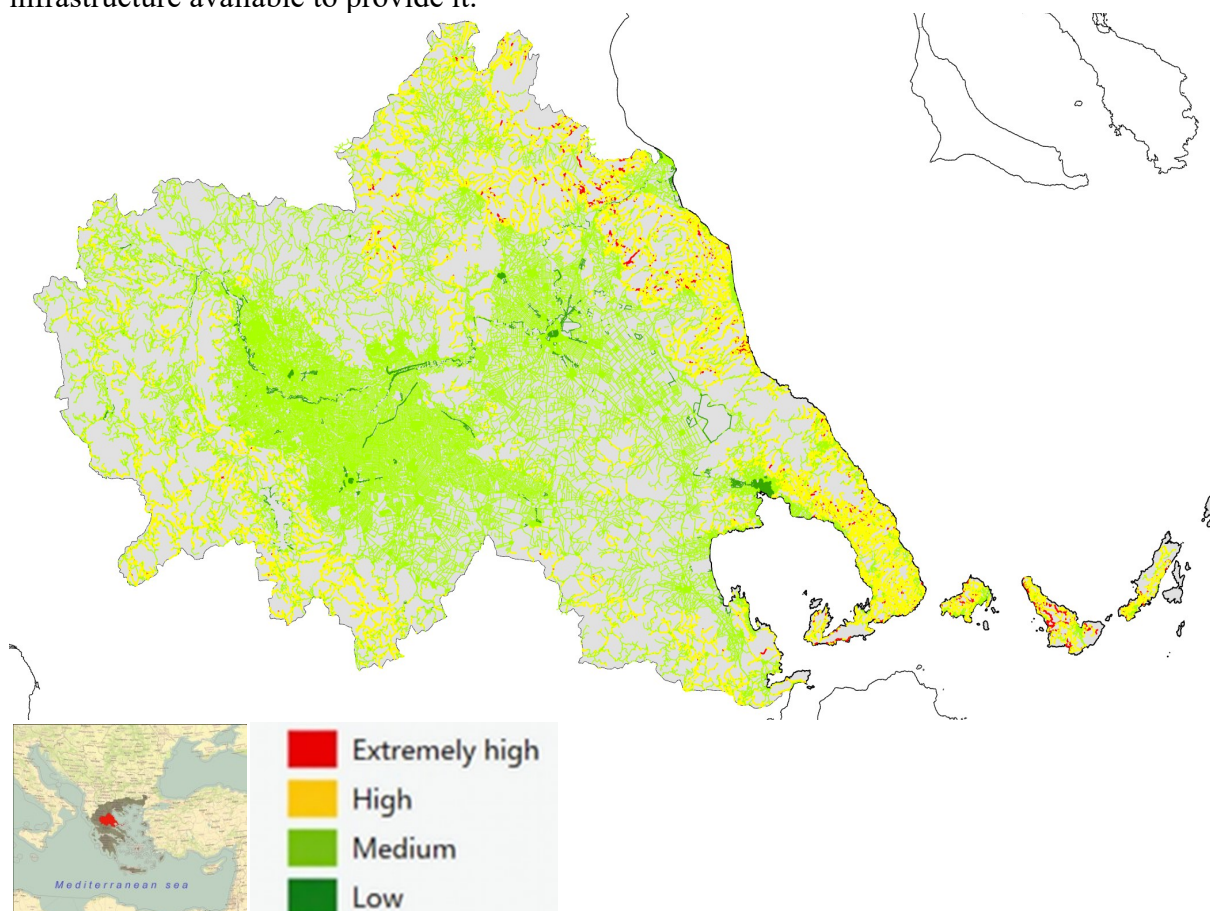 infrastructure available to provide it.
Mediterranean sea
Extremely high
High
Medium
Low